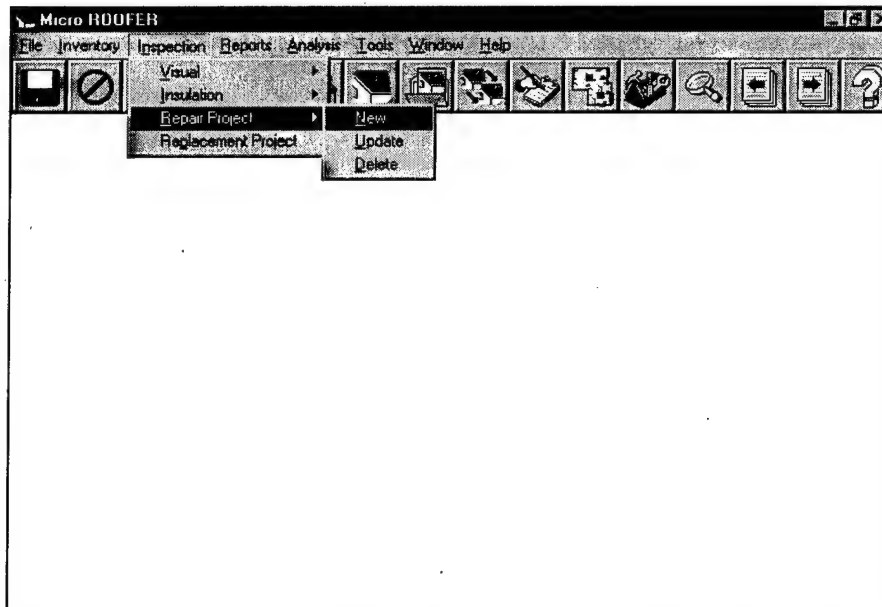 Micro ROOFER
File Inventory Inspection Reports Analysis Tools Window Help
Visual
Insulation
Repair Project New
Replacement Project Update
Delete